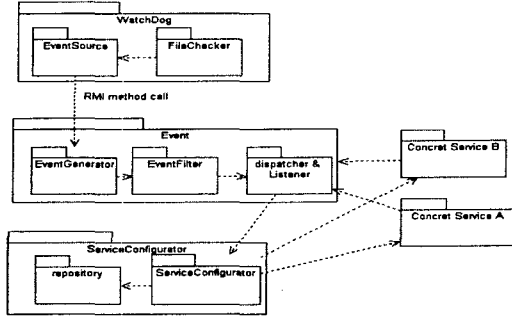 WatchDog
EventSource
FileChecker
RMI method call
Event
EventGenerator
EventFilter
dispatcher &
Listener
Concret Service B
Concret Service A
ServiceConfigurator
repository
ServiceConfigurator